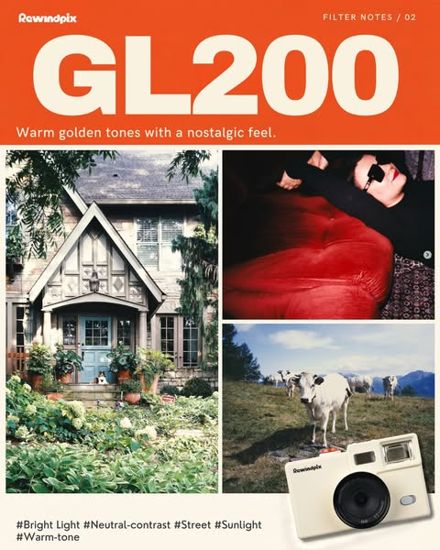 Rewindpix
FILTER NOTES / 02
GL200
Warm golden tones with a nostalgic feel.
Rewindpix
#Bright Light #Neutral-contrast #Street #Sunlight
#Warm-tone